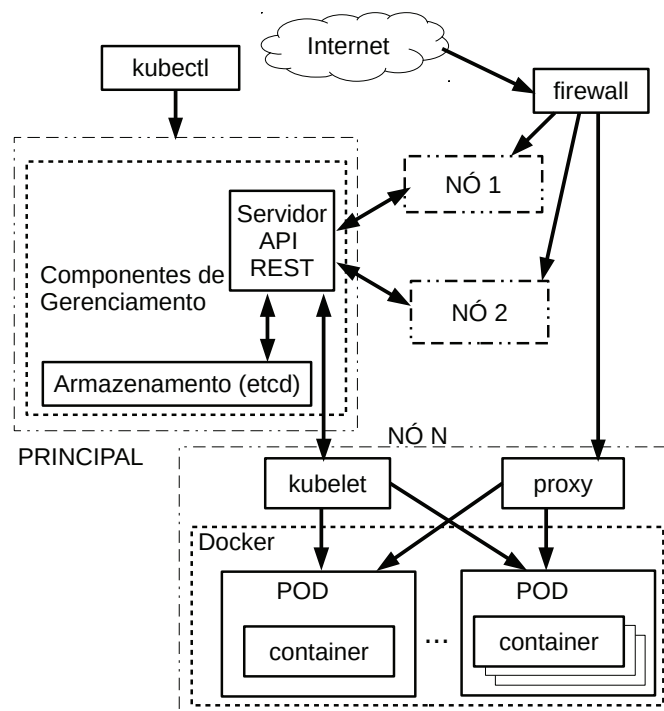 Internet
kubectl
firewall
NÓ 1
Servidor
API
REST
Componentes de
Gerenciamento
NÓ 2
Armazenamento (etcd)
PRINCIPAL
NÓ N
kubelet
proxy
Docker
POD
POD
container
...
container